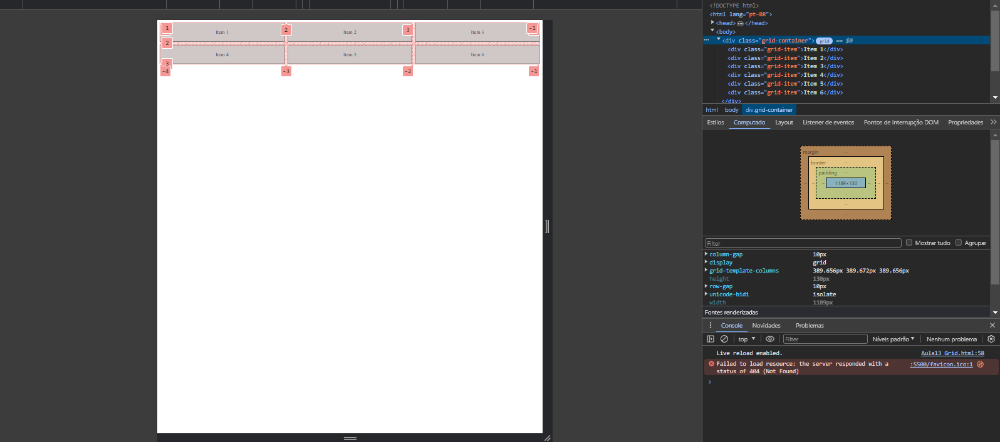 1
2
3
-1
Item 1
Item 2
Item 3
2
Item 4
Item 5
Item 6
3
-4
-3
-2
-1
<!DOCTYPE html>
<html lang="pt-BR">
<head> ••• </head>
<body>
••• <div class="grid-container"> grid == $0
<div class="grid-item">Item 1</div>
<div class="grid-item">Item 2</div>
<div class="grid-item">Item 3</div>
<div class="grid-item">Item 4</div>
<div class="grid-item">Item 5</div>
<div class="grid-item">Item 6</div>
</div>
html body div.grid-container
Estilos Computado Layout Listener de eventos Pontos de interrupção DOM Propriedades
margin -
border -
padding -
- - - 1189×130 - - -
-
-
-
Filter Mostrar tudo Agrupar
column-gap 10px
display grid
grid-template-columns 389.656px 389.672px 389.656px
height 130px
row-gap 10px
unicode-bidi isolate
width 1189px
Fontes renderizadas
Console Novidades Problemas
top Filter Níveis padrão Nenhum problema
Live reload enabled. Aula13 Grid.html:58
Failed to load resource: the server responded with a :5500/favicon.ico:1
status of 404 (Not Found)